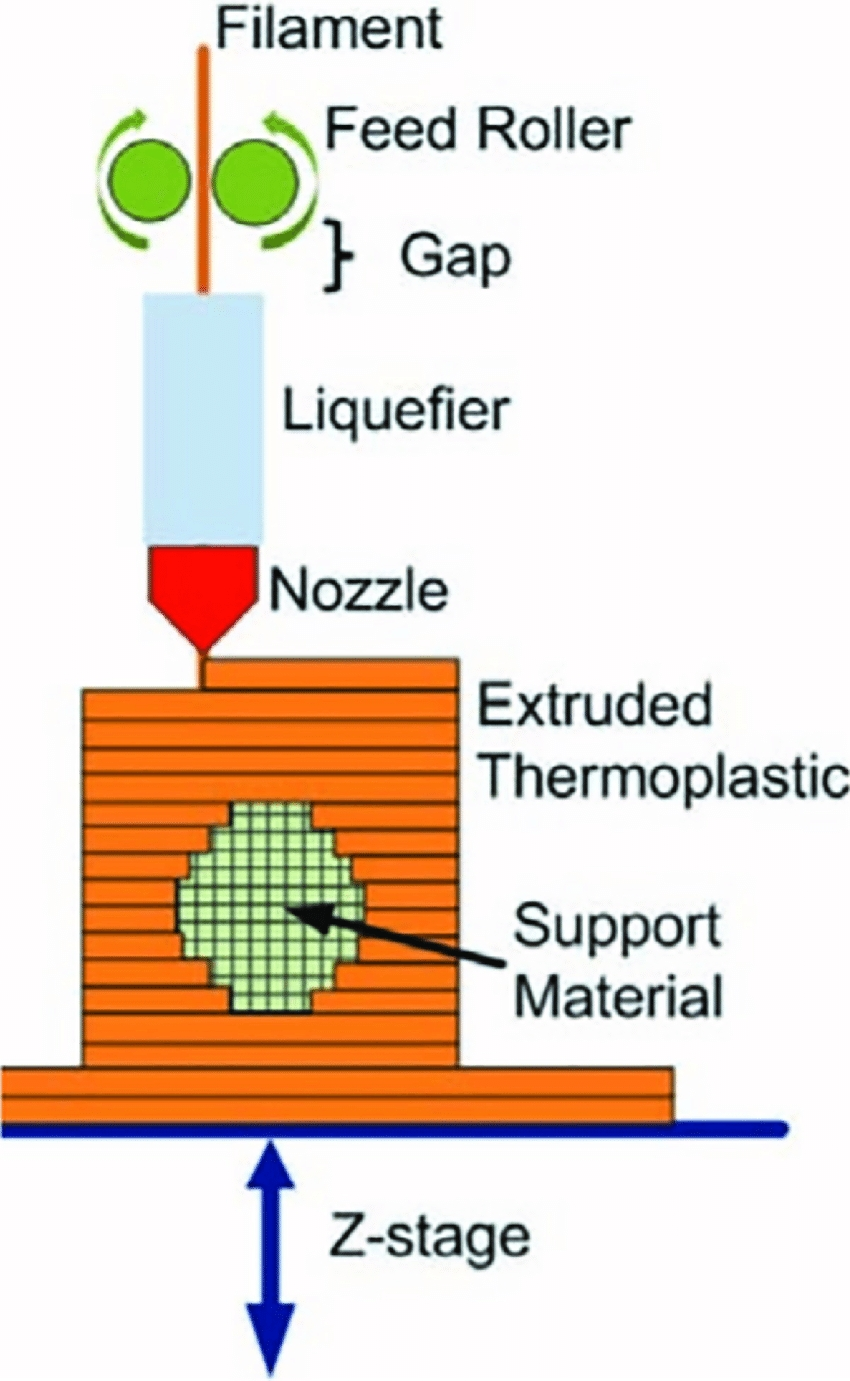 Filament
Feed Roller
Gap
Liquefier
Nozzle
Extruded
Thermoplastic
Support
Material
Z-stage